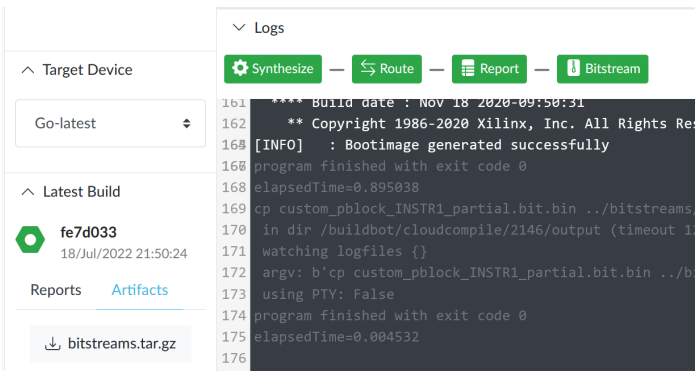 Logs
Synthesize
Route
Report
Bitstream
Target Device
Go-latest
Latest Build
fe7d033
18/Jul/2022 21:50:24
Reports Artifacts
bitstreams.tar.gz
161 **** Build date : Nov 18 2020-09:50:31
162 ** Copyright 1986-2020 Xilinx, Inc. All Rights Res
[INFO] : Bootimage generated successfully
program finished with exit code 0
168 elapsedTime=0.895038
169 cp custom_pblock_INSTR1_partial.bit.bin ../bitstreams/
170 in dir /buildbot/cloudcompile/2146/output (timeout 12
171 watching logfiles {}
172 argv: b'cp custom_pblock_INSTR1_partial.bit.bin ../bi
173 using PTY: False
174 program finished with exit code 0
175 elapsedTime=0.004532
176